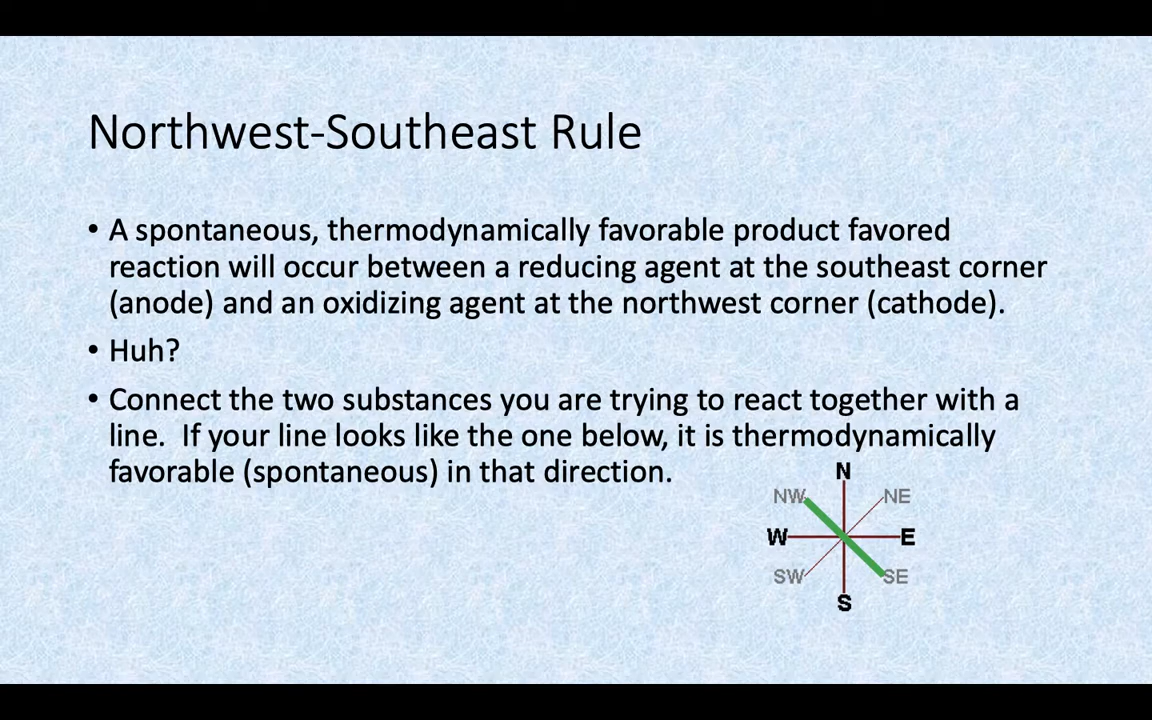 Northwest-Southeast Rule
• A spontaneous, thermodynamically favorable product favored
reaction will occur between a reducing agent at the southeast corner
(anode) and an oxidizing agent at the northwest corner (cathode).
• Huh?
• Connect the two substances you are trying to react together with a
line.  If your line looks like the one below, it is thermodynamically
favorable (spontaneous) in that direction.
N
NW NE
W E
SW SE
S